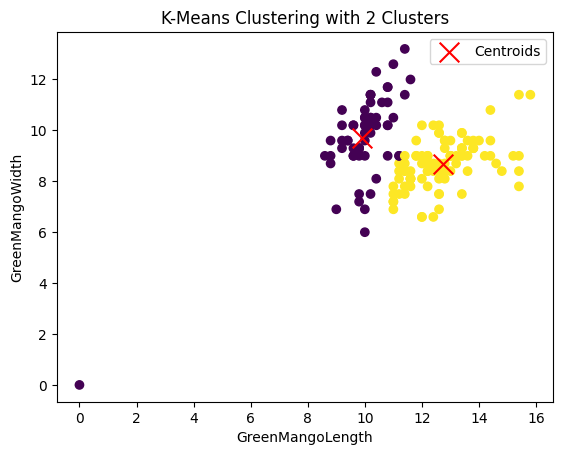 K-Means Clustering with 2 Clusters
Centroids
GreenMangoWidth
12
10
8
6
4
2
0
0 2 4 6 8 10 12 14 16
GreenMangoLength